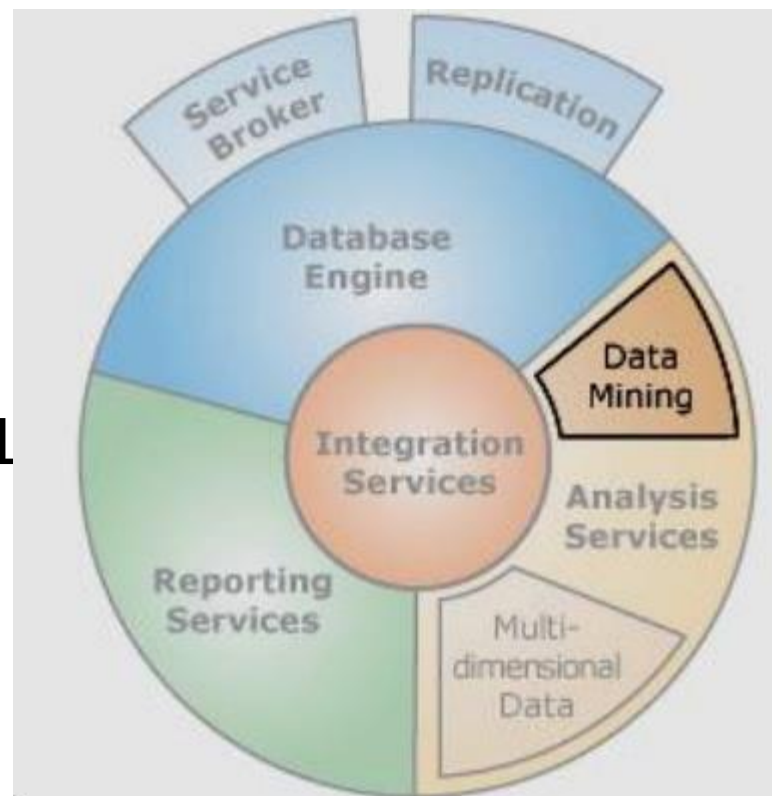 Service
Broker
Replication
Database
Engine
Data
Mining
Integration
Services
Analysis
Services
Reporting
Services
Multi-
dimensional
Data